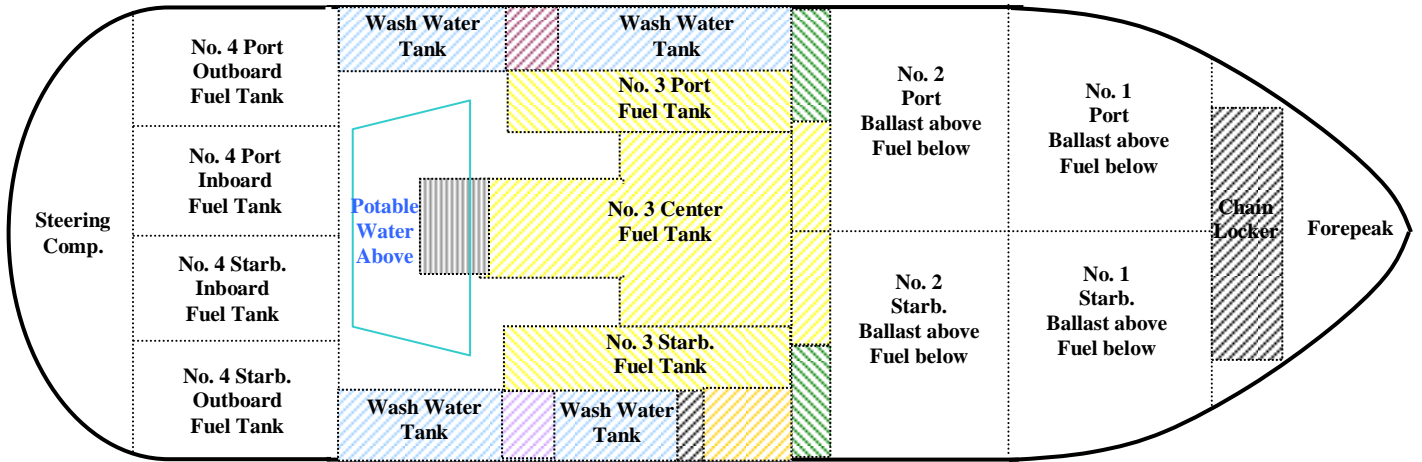 Steering
Comp.
No. 4 Port
Outboard
Fuel Tank
No. 4 Port
Inboard
Fuel Tank
No. 4 Starb.
Inboard
Fuel Tank
No. 4 Starb.
Outboard
Fuel Tank
Wash Water
Tank
Wash Water
Tank
No. 3 Port
Fuel Tank
Potable
Water
Above
No. 3 Center
Fuel Tank
No. 3 Starb.
Fuel Tank
Wash Water
Tank
Wash Water
Tank
No. 2
Port
Ballast above
Fuel below
No. 2
Starb.
Ballast above
Fuel below
No. 1
Port
Ballast above
Fuel below
No. 1
Starb.
Ballast above
Fuel below
Chain
Locker
Forepeak